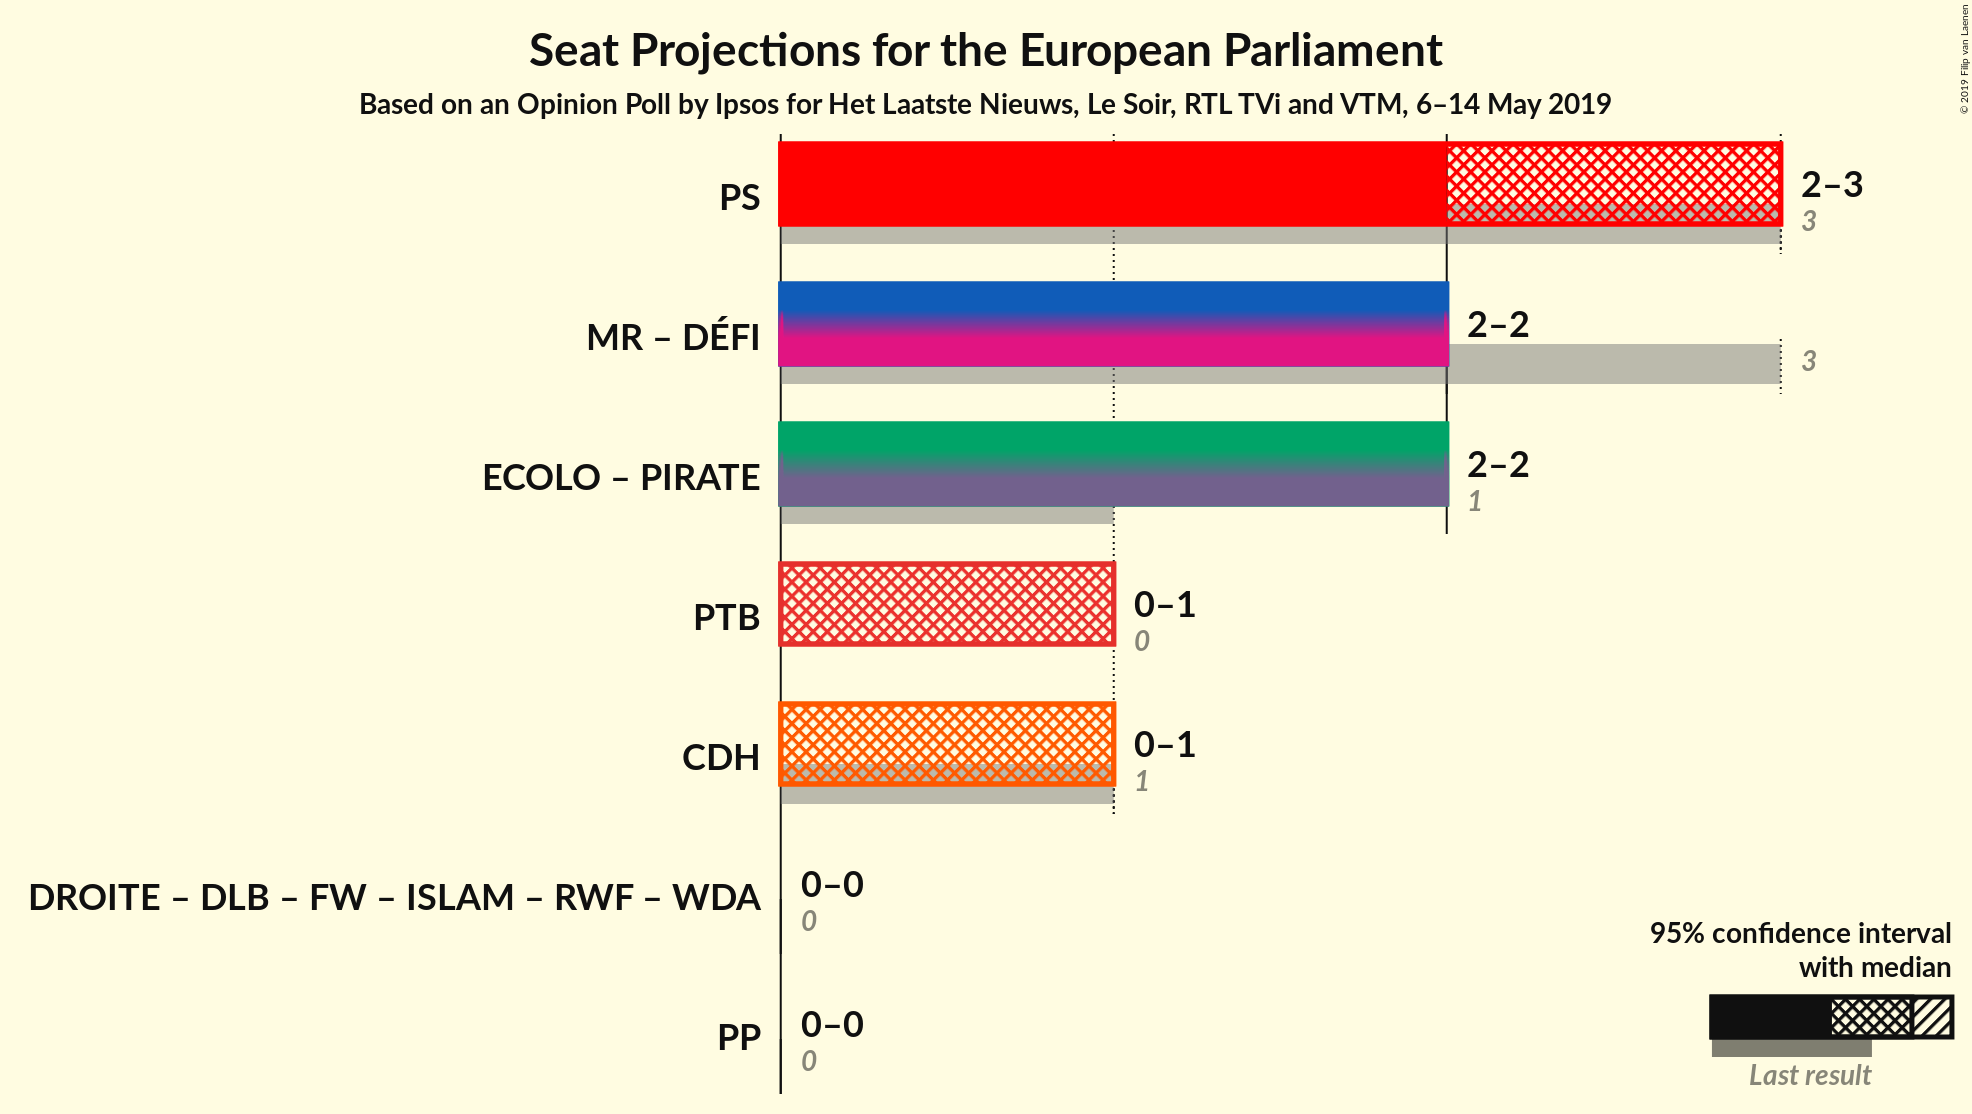 Seat Projections for the European Parliament
Based on an Opinion Poll by Ipsos for Het Laatste Nieuws, Le Soir, RTL TVi and VTM, 6–14 May 2019
© 2019 Filip van Laenen
PS
2–3
3
MR – DÉFI
2–2
3
ECOLO – PIRATE
2–2
1
PTB
0–1
0
CDH
0–1
1
DROITE – DLB – FW – ISLAM – RWF – WDA
0–0
0
PP
0–0
0
95% confidence interval
with median
Last result